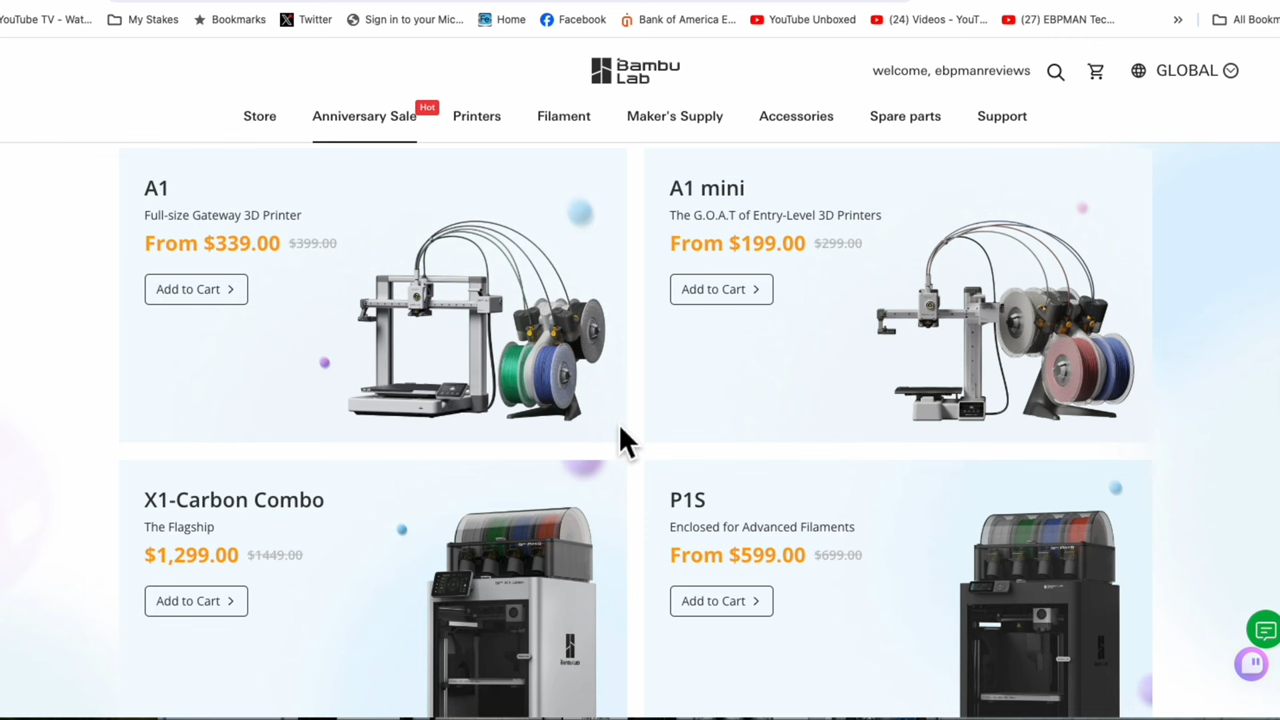 YouTube TV - Wat...
My Stakes
Bookmarks
Twitter
Sign in to your Mic...
Home
Facebook
Bank of America E...
YouTube Unboxed
(24) Videos - YouT...
(27) EBPMAN Tec...
»
All Bookm
Bambu
Lab
welcome, ebpmanreviews
GLOBAL
Store
Anniversary Sale
Hot
Printers
Filament
Maker's Supply
Accessories
Spare parts
Support
A1
Full-size Gateway 3D Printer
From $339.00 $399.00
Add to Cart >
A1 mini
The G.O.A.T of Entry-Level 3D Printers
From $199.00 $299.00
Add to Cart >
X1-Carbon Combo
The Flagship
$1,299.00 $1449.00
Add to Cart >
P1S
Enclosed for Advanced Filaments
From $599.00 $699.00
Add to Cart >